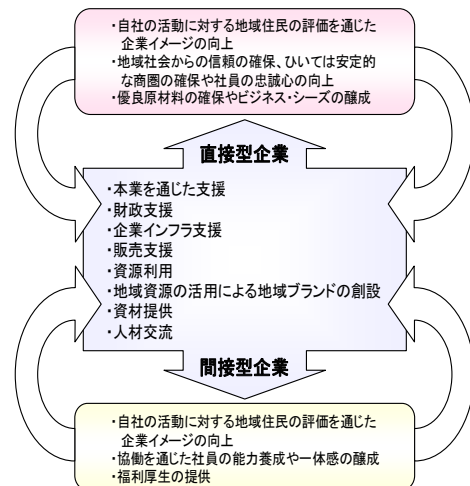 ・自社の活動に対する地域住民の評価を通じた
企業イメージの向上
・地域社会からの信頼の確保、ひいては安定的
な商圏の確保や社員の忠誠心の向上
・優良原材料の確保やビジネス・シーズの醸成
直接型企業
・本業を通じた支援
・財政支援
・企業インフラ支援
・販売支援
・資源利用
・地域資源の活用による地域ブランドの創設
・資材提供
・人材交流
間接型企業
・自社の活動に対する地域住民の評価を通じた
企業イメージの向上
・協働を通じた社員の能力養成や一体感の醸成
・福利厚生の提供